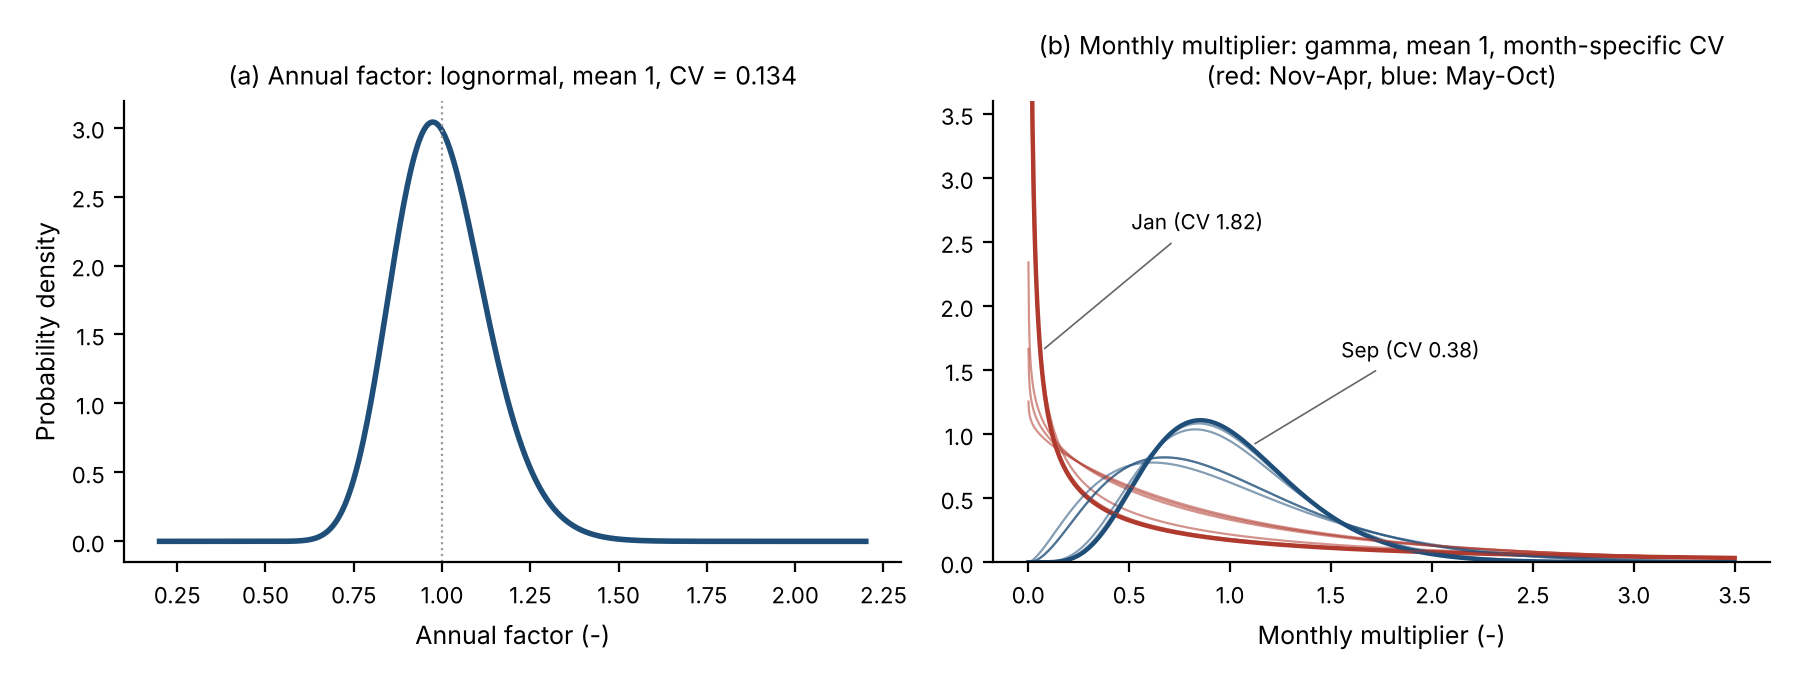 (a) Annual factor: lognormal, mean 1, CV = 0.134
Probability density
3.0
2.5
2.0
1.5
1.0
0.5
0.0
0.25 0.50 0.75 1.00 1.25 1.50 1.75 2.00 2.25
Annual factor (-)
(b) Monthly multiplier: gamma, mean 1, month-specific CV
(red: Nov-Apr, blue: May-Oct)
3.5
3.0
2.5
2.0
1.5
1.0
0.5
0.0
Jan (CV 1.82)
Sep (CV 0.38)
0.0 0.5 1.0 1.5 2.0 2.5 3.0 3.5
Monthly multiplier (-)